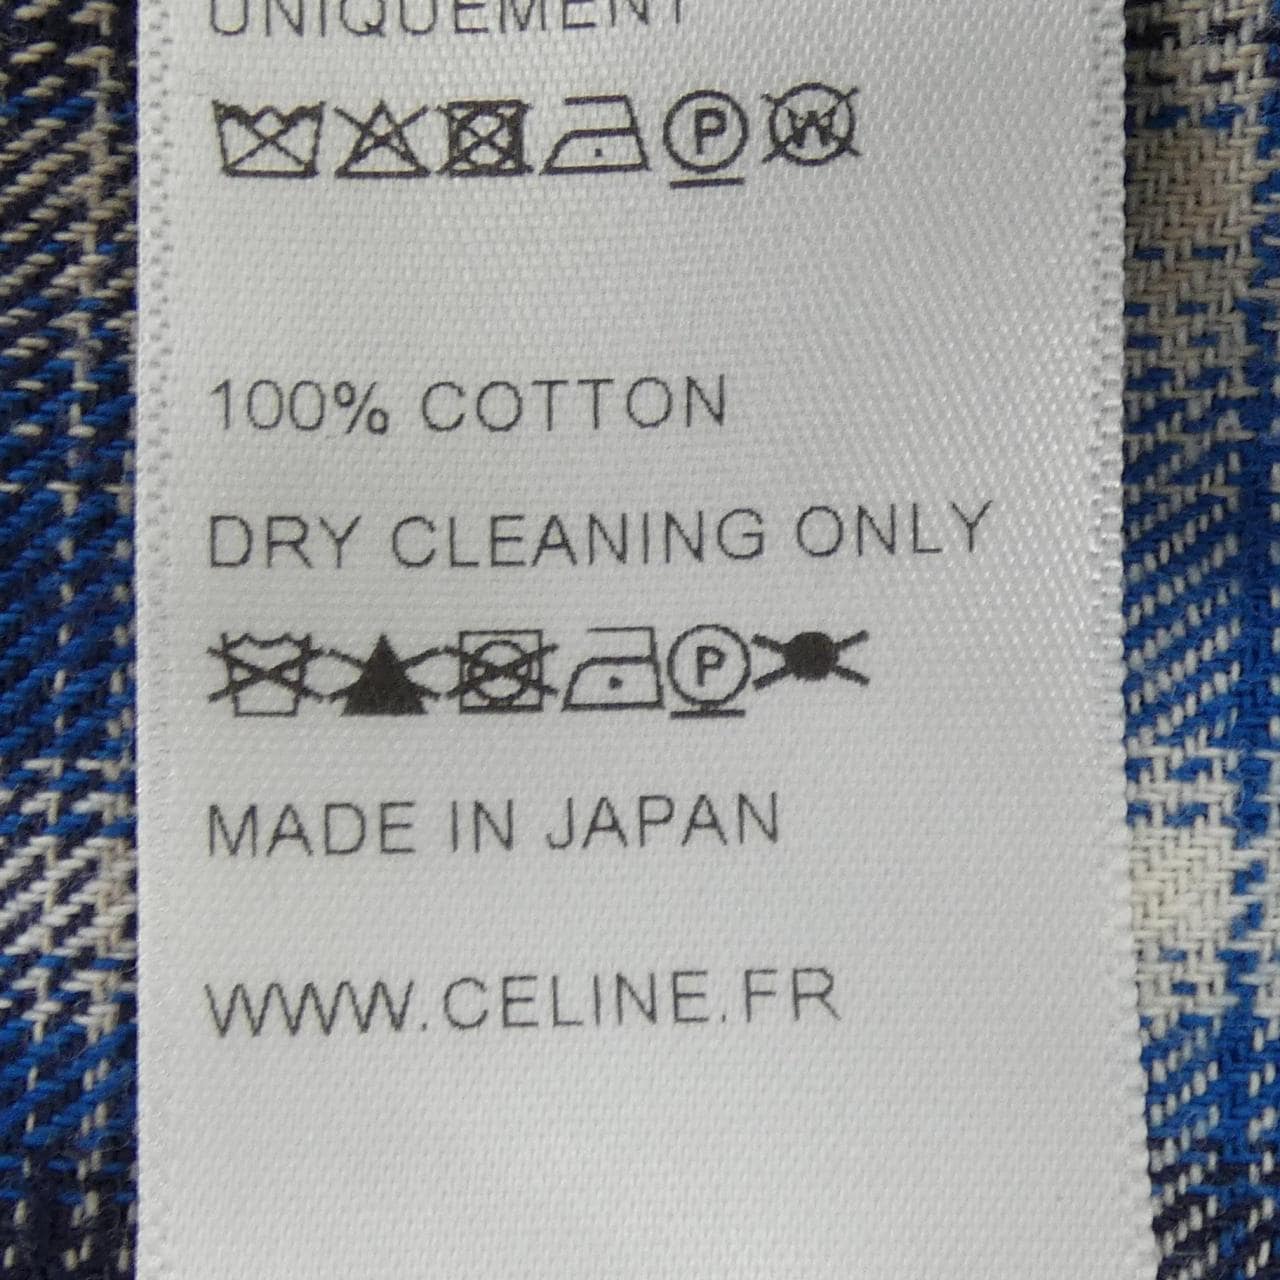 UNIQUEMENT
P W
100% COTTON
DRY CLEANING ONLY
P
MADE IN JAPAN
WWW.CELINE.FR